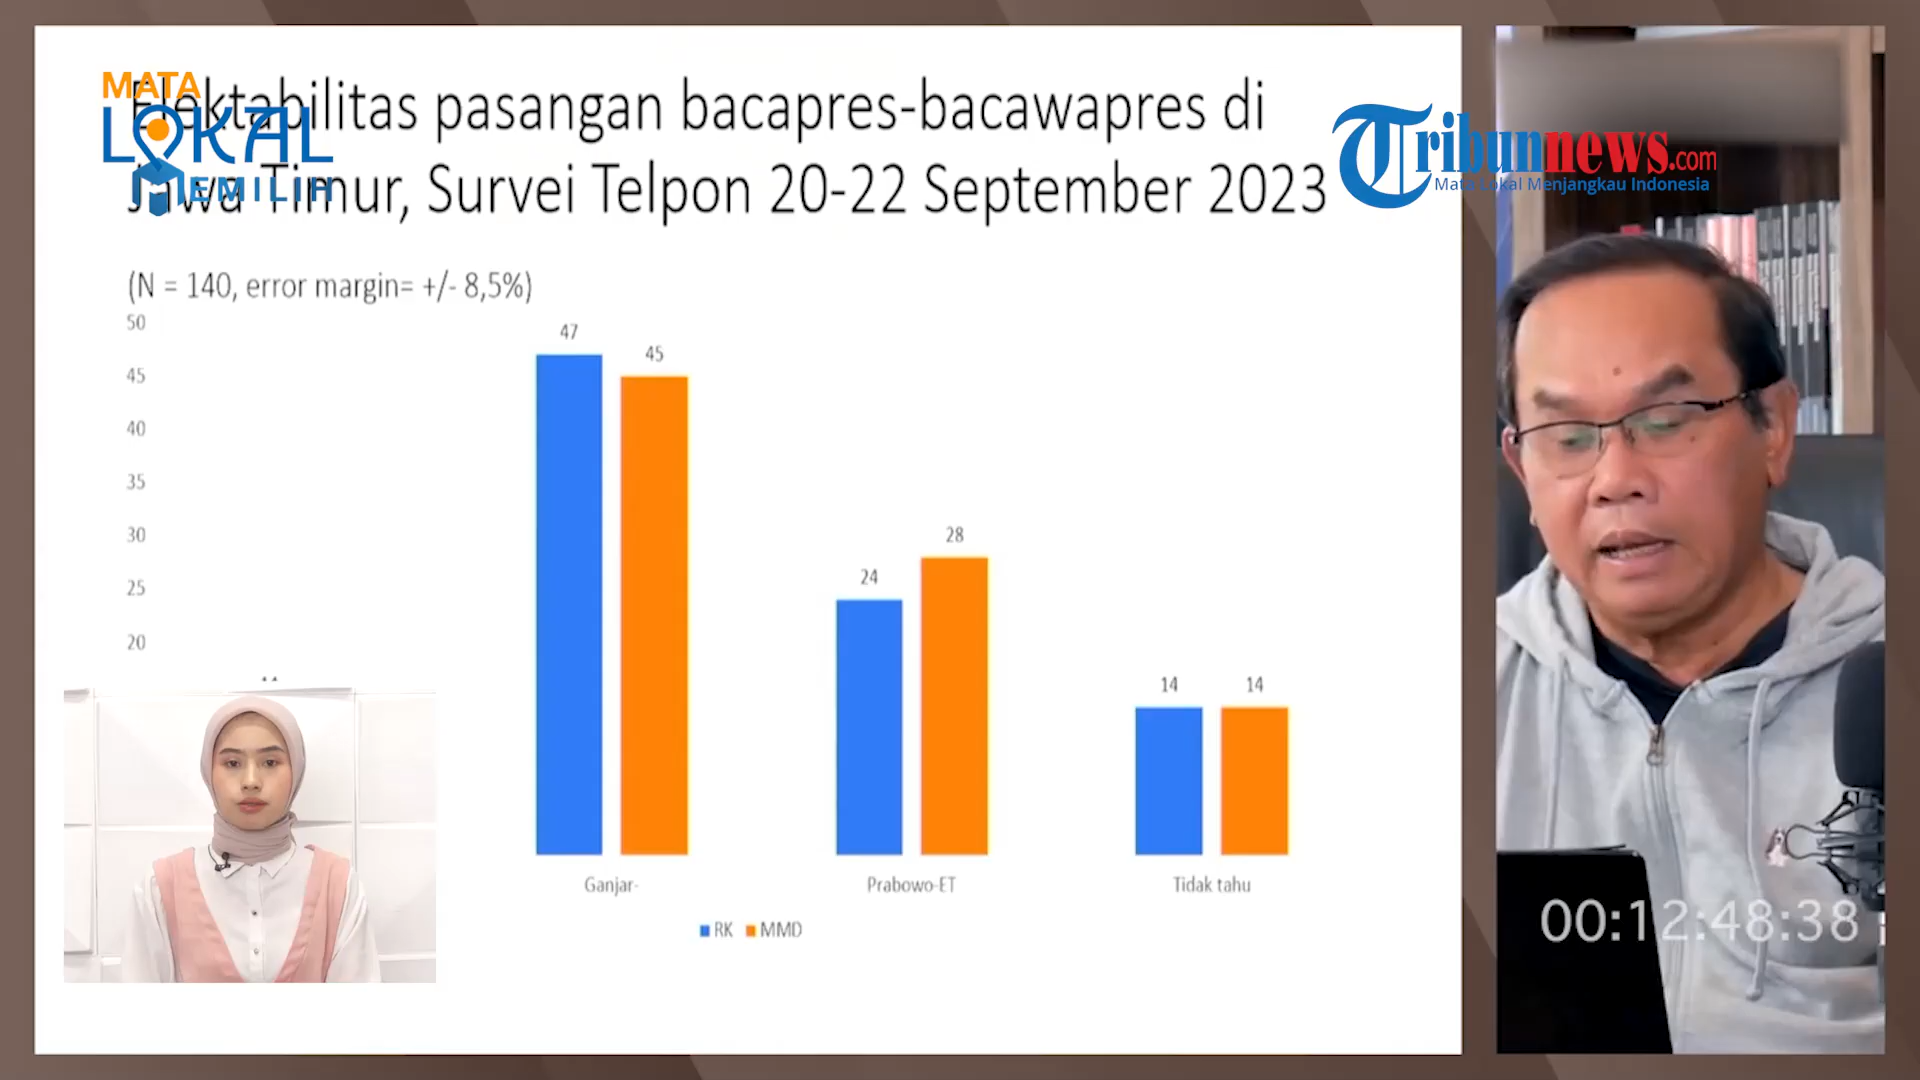 MATA
LOKAL
EMILIH
Elektabilitas pasangan bacapres-bacawapres di
Jawa Timur, Survei Telpon 20-22 September 2023
Tribunnews.com
Mata Lokal Menjangkau Indonesia
(N = 140, error margin= +/- 8,5%)
50
45
40
35
30
25
20
47
45
24
28
14
14
Ganjar-
Prabowo-ET
Tidak tahu
RK
MMD
00:12:48:38